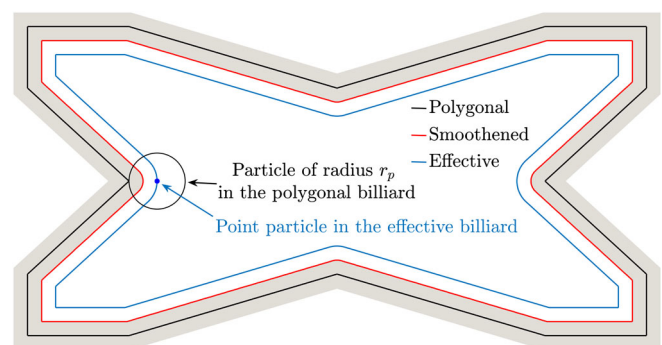 Polygonal
Smoothened
Effective
Particle of radius r_p
in the polygonal billiard
Point particle in the effective billiard